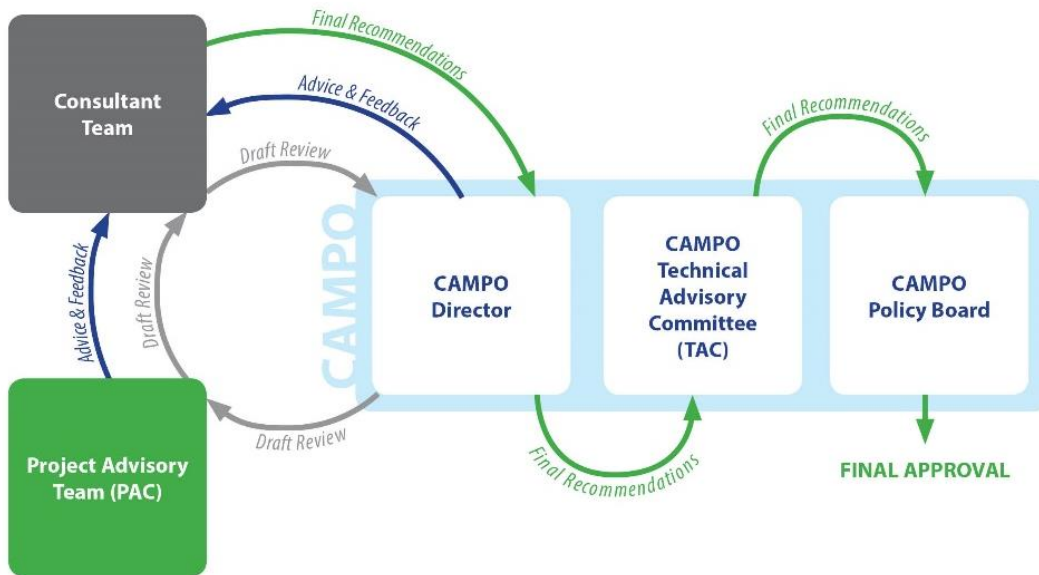 Final Recommendations
Consultant
Team
Advice & Feedback
Final Recommendations
Draft Review
CAMPO
CAMPO
Director
CAMPO
Technical
Advisory
Committee
(TAC)
CAMPO
Policy Board
Advice & Feedback
Draft Review
Draft Review
Project Advisory
Team (PAC)
Final Recommendations
FINAL APPROVAL